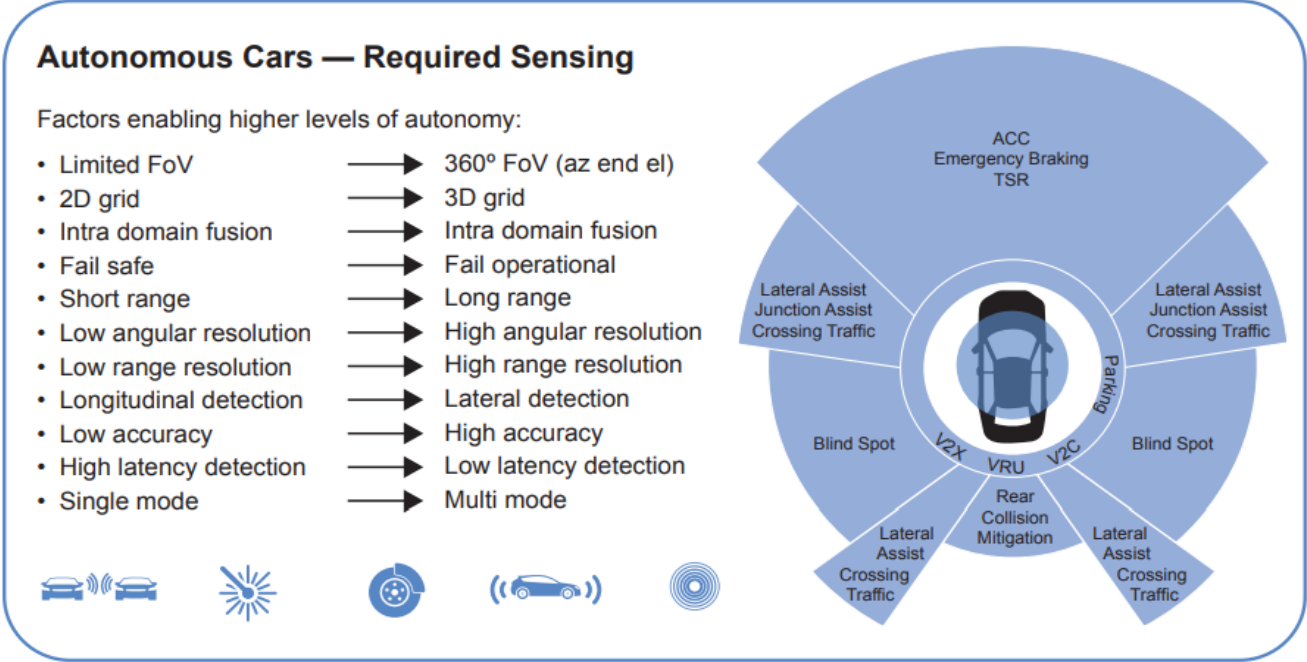 Autonomous Cars — Required Sensing
Factors enabling higher levels of autonomy:
• Limited FoV → 360º FoV (az end el)
• 2D grid → 3D grid
• Intra domain fusion → Intra domain fusion
• Fail safe → Fail operational
• Short range → Long range
• Low angular resolution → High angular resolution
• Low range resolution → High range resolution
• Longitudinal detection → Lateral detection
• Low accuracy → High accuracy
• High latency detection → Low latency detection
• Single mode → Multi mode
ACC
Emergency Braking
TSR
Lateral Assist
Junction Assist
Crossing Traffic
Lateral Assist
Junction Assist
Crossing Traffic
Parking
Blind Spot
Blind Spot
V2X
VRU
V2C
Rear
Collision
Mitigation
Lateral
Assist
Crossing
Traffic
Lateral
Assist
Crossing
Traffic